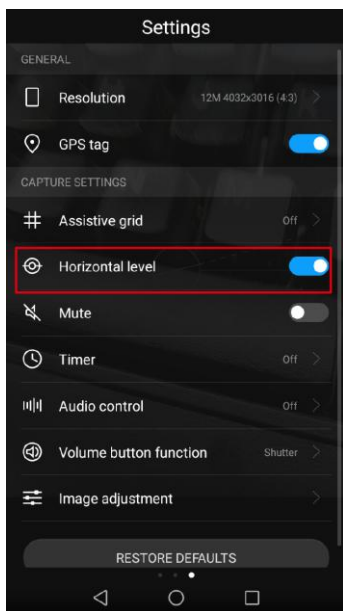 Settings
GENERAL
Resolution 12M 4032x3016 (4:3)
GPS tag
CAPTURE SETTINGS
Assistive grid Off
Horizontal level
Mute
Timer Off
Audio control Off
Volume button function Shutter
Image adjustment
RESTORE DEFAULTS